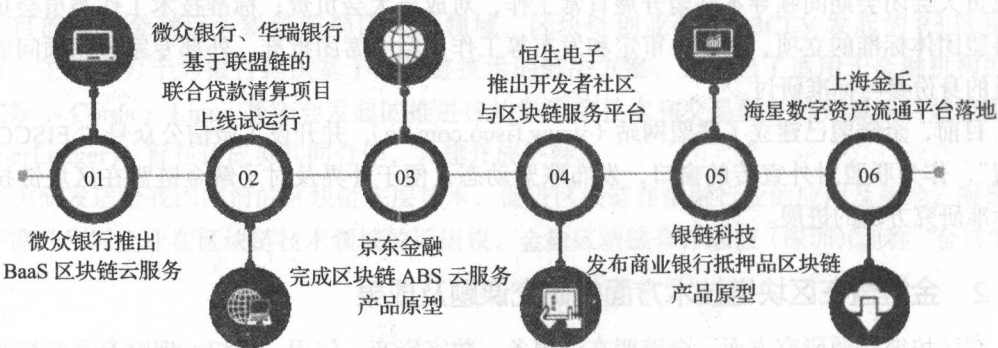 微众银行、华瑞银行
基于联盟链的
联合贷款清算项目
上线试运行
恒生电子
推出开发者社区
与区块链服务平台
上海金丘
海星数字资产流通平台落地
01
02
03
04
05
06
微众银行推出
BaaS 区块链云服务
京东金融
完成区块链 ABS 云服务
产品原型
银链科技
发布商业银行抵押品区块链
产品原型